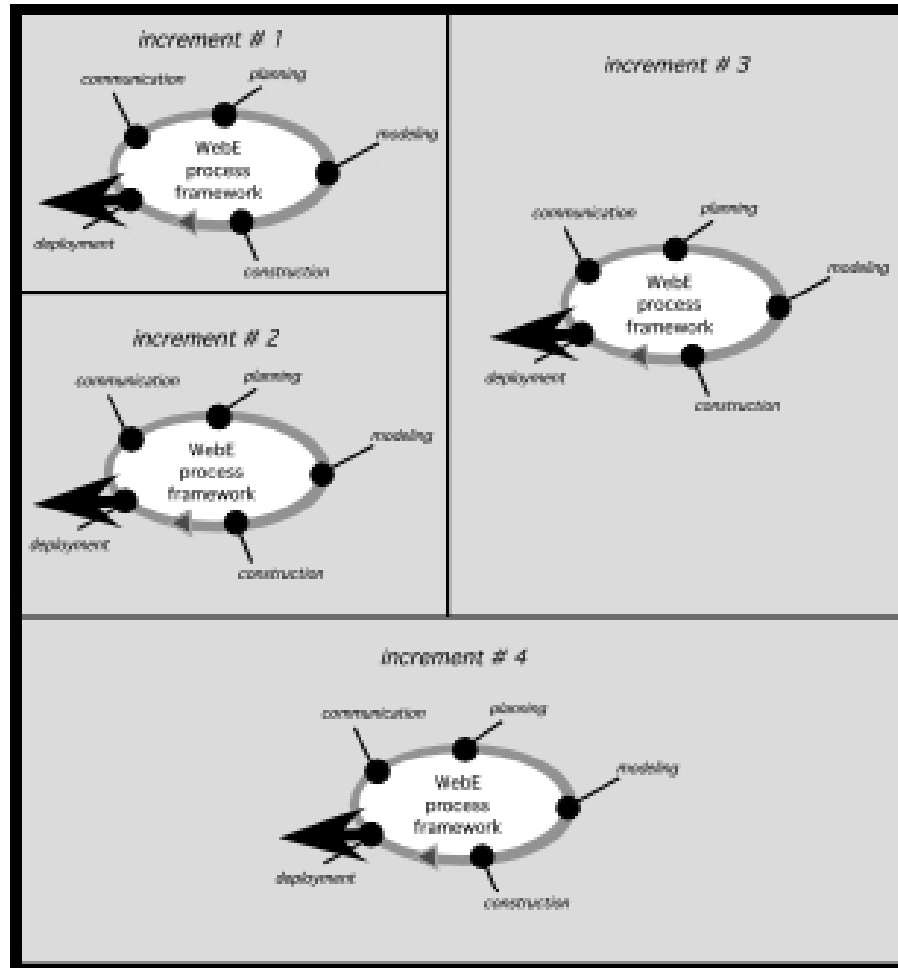 increment # 1
communication
planning
modeling
WebE
process
framework
deployment
construction
increment # 2
communication
planning
modeling
WebE
process
framework
deployment
construction
increment # 3
communication
planning
modeling
WebE
process
framework
deployment
construction
increment # 4
communication
planning
modeling
WebE
process
framework
deployment
construction